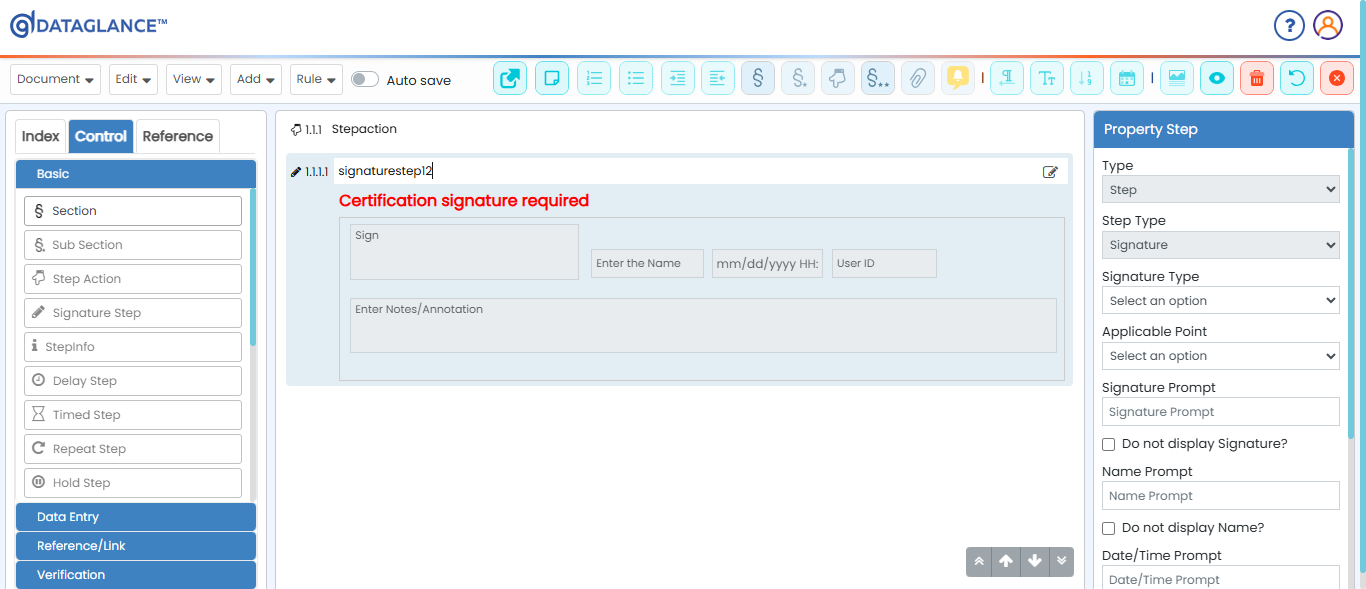 DATAGLANCE™
?
Document Edit View Add Rule Auto save
Index Control Reference
Basic
§ Section
Sub Section
Step Action
Signature Step
StepInfo
Delay Step
Timed Step
Repeat Step
Hold Step
Data Entry
Reference/Link
Verification
1.1.1 Stepaction
1.1.1.1 signaturestep12
Certification signature required
Sign
Enter the Name mm/dd/yyyy HH: User ID
Enter Notes/Annotation
Property Step
Type
Step
Step Type
Signature
Signature Type
Select an option
Applicable Point
Select an option
Signature Prompt
Signature Prompt
Do not display Signature?
Name Prompt
Name Prompt
Do not display Name?
Date/Time Prompt
Date/Time Prompt